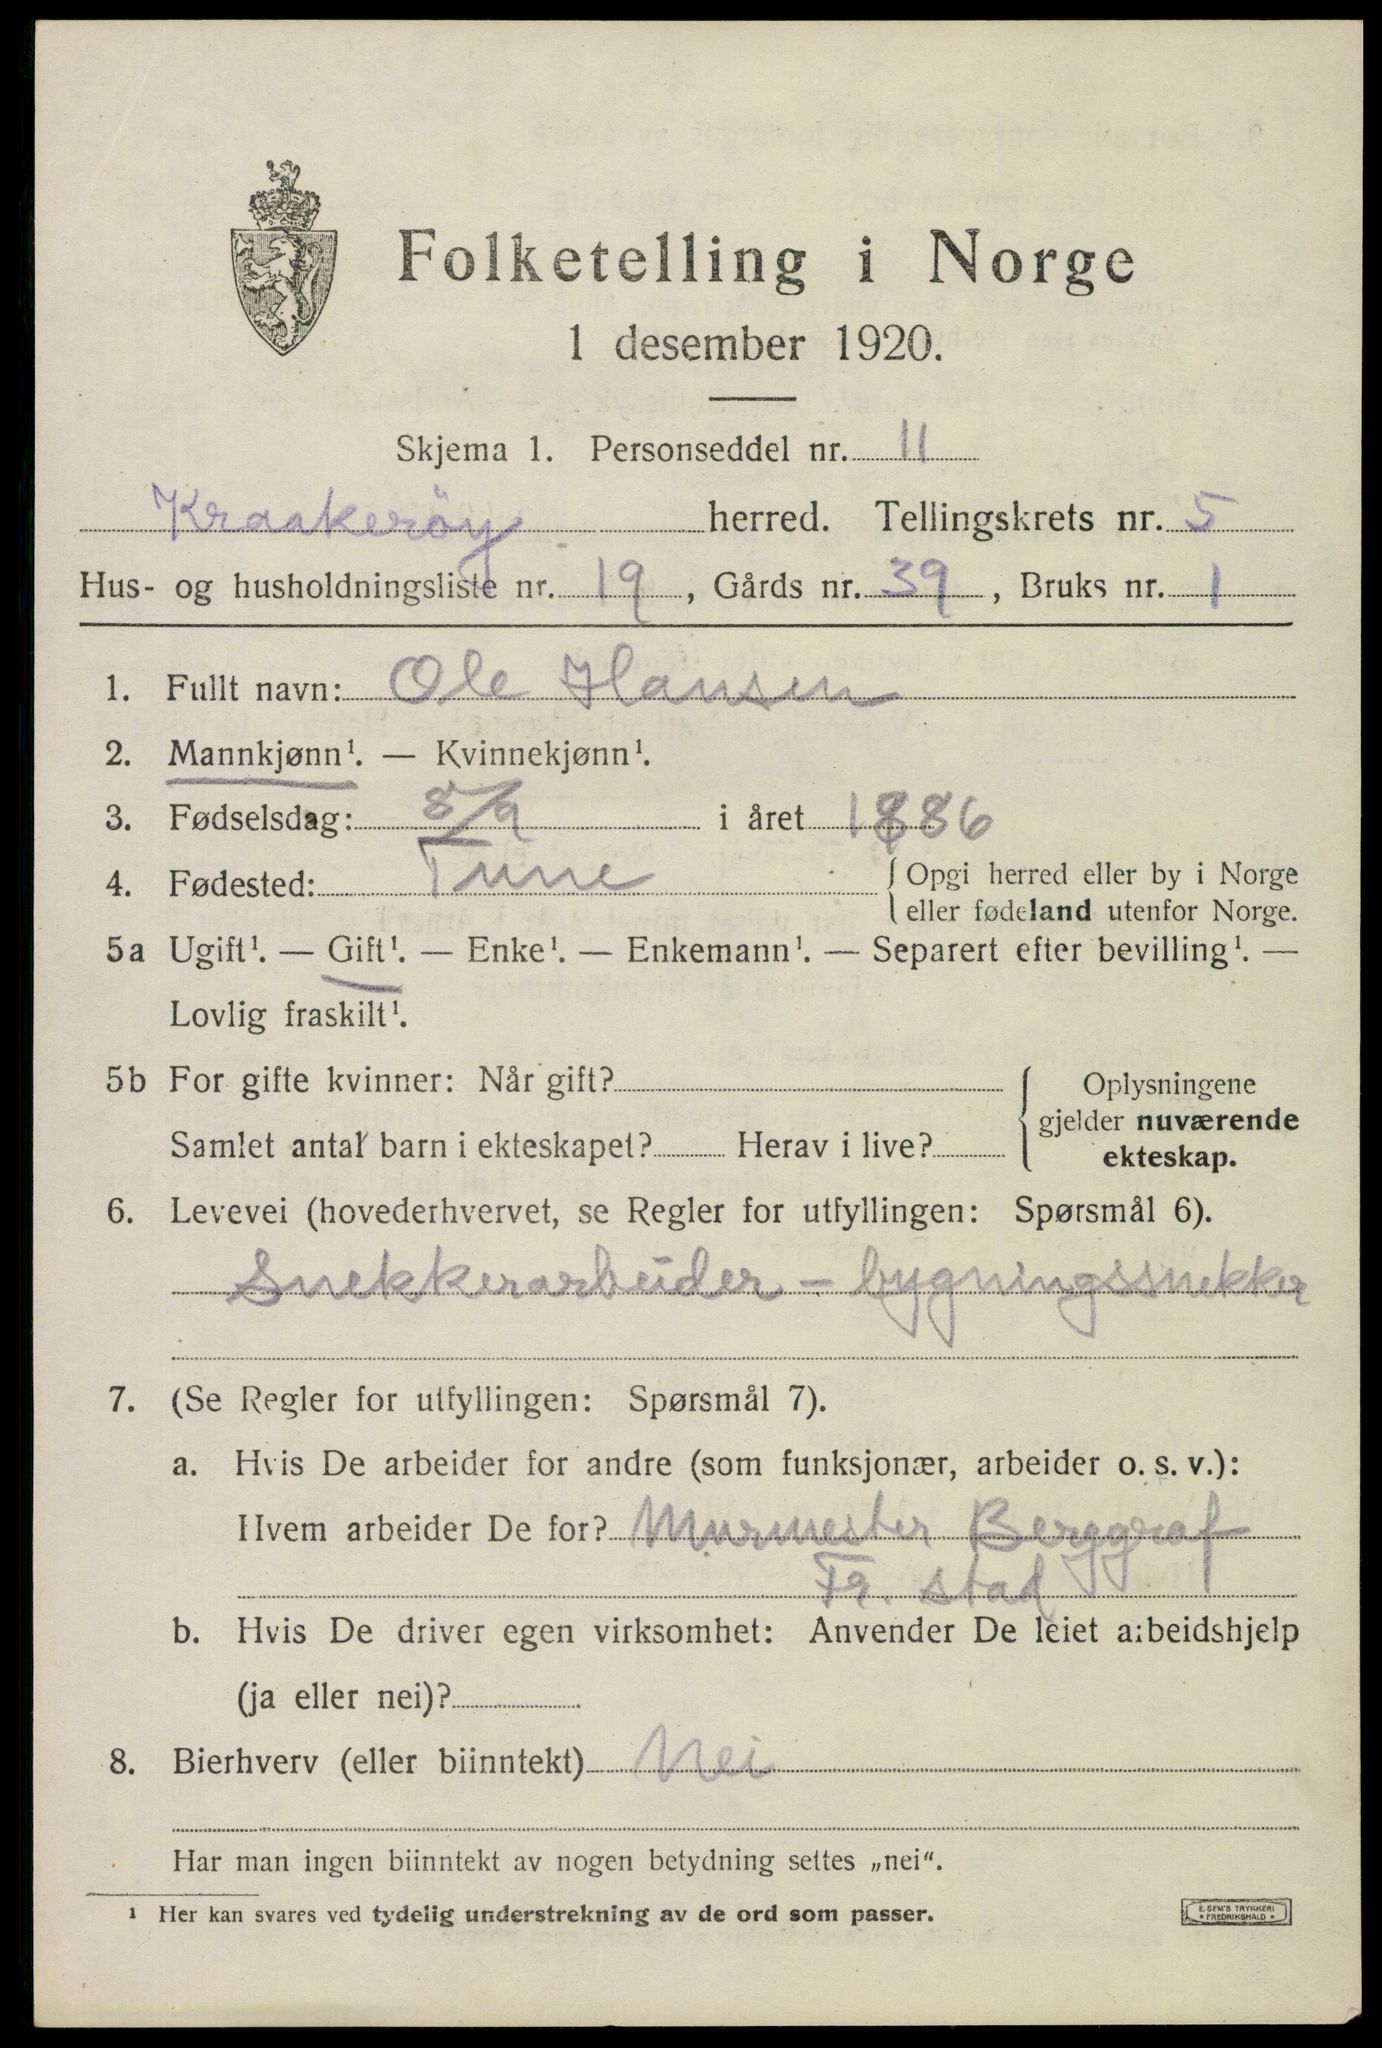 Folketelling i Norge
1 desember 1920.
Skjema 1. Personseddel nr. 11
Kraakeröy herred. Tellingskrets nr. 5
Hus- og husholdningsliste nr. 19, Gårds nr. 39, Bruks nr. 1
1. Fullt navn: Ole Hansen
2. Mannkjønn¹. — Kvinnekjønn¹.
3. Fødselsdag: 8/9 i året 1886
4. Fødested: Tune { Opgi herred eller by i Norge
eller fødeland utenfor Norge.
5a Ugift¹. — Gift¹. — Enke¹. — Enkemann¹. — Separert efter bevilling¹. —
Lovlig fraskilt¹.
5b For gifte kvinner: Når gift? { Oplysningene
gjelder nuværende
Samlet antal barn i ekteskapet? Herav i live? ekteskap.
6. Levevei (hovederhvervet, se Regler for utfyllingen: Spørsmål 6).
Snekkerarbeider – bygningssnekker
7. (Se Regler for utfyllingen: Spørsmål 7).
a. Hvis De arbeider for andre (som funksjonær, arbeider o. s. v.):
Hvem arbeider De for? Murmester Berggraf
Fr. stad
b. Hvis De driver egen virksomhet: Anvender De leiet arbeidshjelp
(ja eller nei)?
8. Bierhverv (eller biinntekt) Nei
Har man ingen biinntekt av nogen betydning settes „nei“.
¹ Her kan svares ved tydelig understrekning av de ord som passer.
E. SEM'S TRYKKERI
• FREDRIKSHALD •